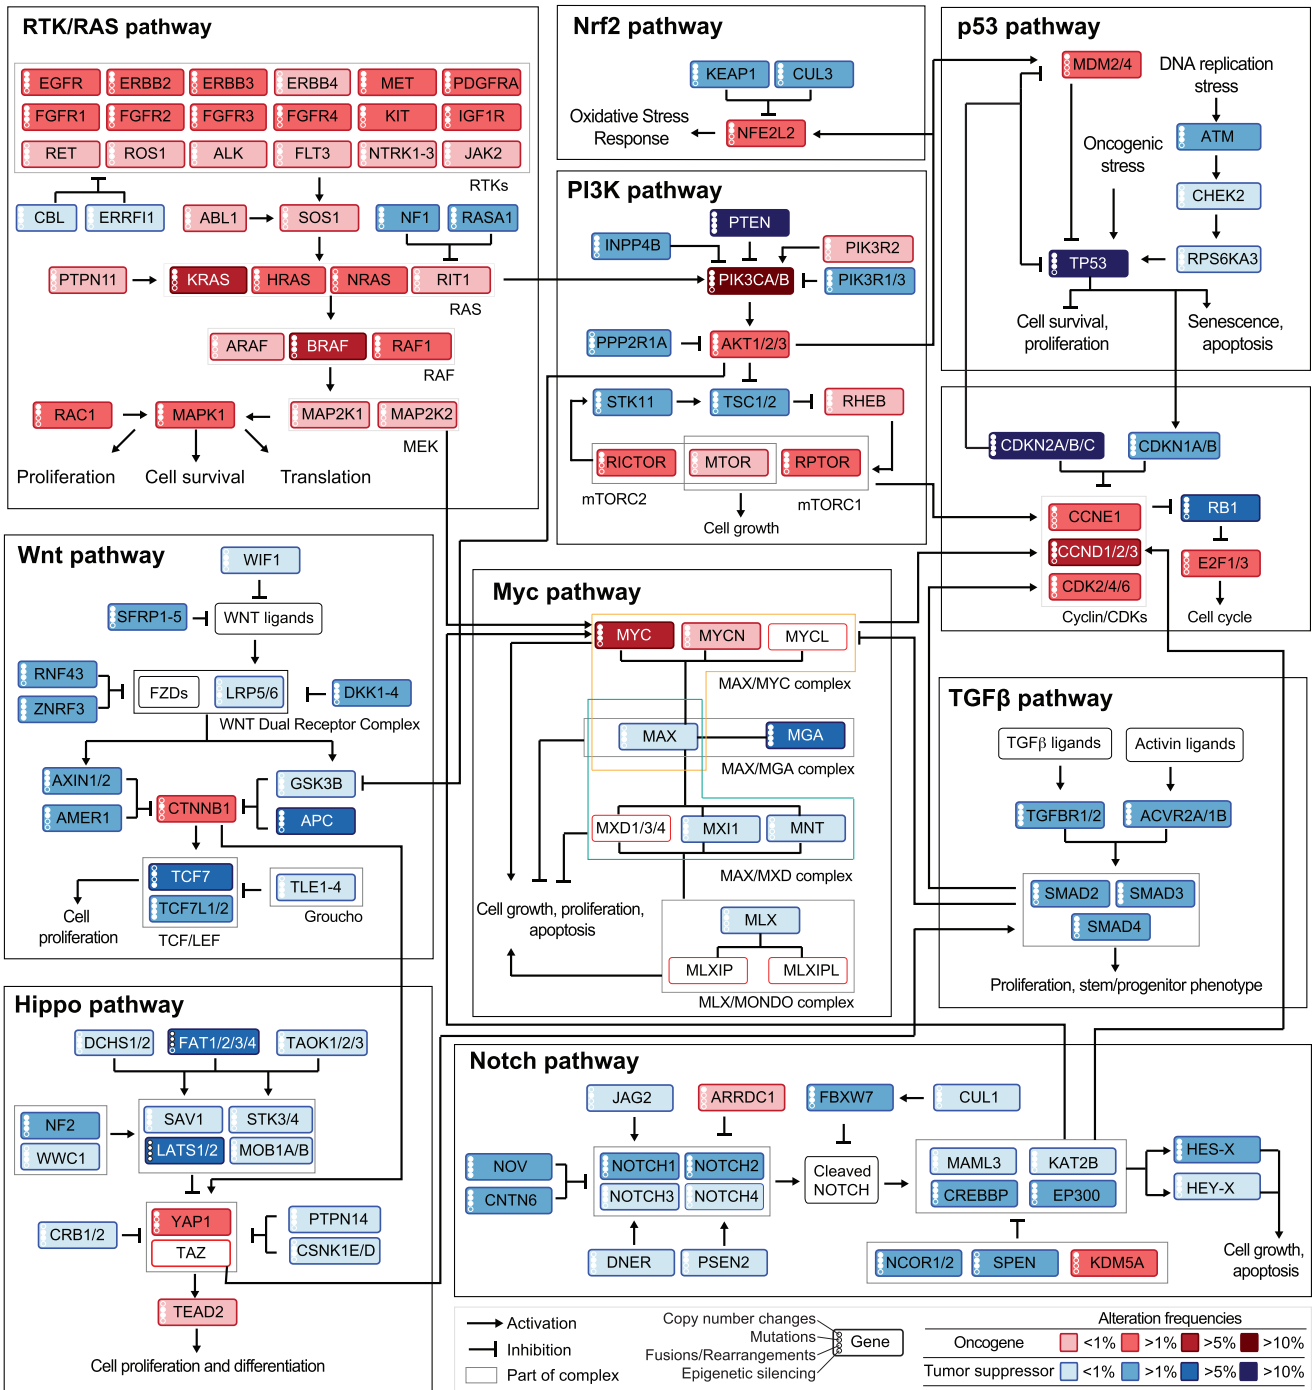 RTK/RAS pathway
EGFR
ERBB2
ERBB3
ERBB4
MET
PDGFRA
FGFR1
FGFR2
FGFR3
FGFR4
KIT
IGF1R
RET
ROS1
ALK
FLT3
NTRK1-3
JAK2
RTKs
CBL
ERRFI1
ABL1
SOS1
NF1
RASA1
PTPN11
KRAS
HRAS
NRAS
RIT1
RAS
ARAF
BRAF
RAF1
RAF
RAC1
MAPK1
MAP2K1
MAP2K2
MEK
Proliferation
Cell survival
Translation
Nrf2 pathway
KEAP1
CUL3
Oxidative Stress
Response
NFE2L2
PI3K pathway
PTEN
INPP4B
PIK3R2
PIK3CA/B
PIK3R1/3
PPP2R1A
AKT1/2/3
STK11
TSC1/2
RHEB
RICTOR
MTOR
RPTOR
mTORC2
mTORC1
Cell growth
p53 pathway
MDM2/4
DNA replication
stress
ATM
Oncogenic
stress
CHEK2
TP53
RPS6KA3
Cell survival,
proliferation
Senescence,
apoptosis
CDKN2A/B/C
CDKN1A/B
CCNE1
RB1
CCND1/2/3
E2F1/3
CDK2/4/6
Cyclin/CDKs
Cell cycle
Wnt pathway
WIF1
SFRP1-5
WNT ligands
RNF43
ZNRF3
FZDs
LRP5/6
DKK1-4
WNT Dual Receptor Complex
AXIN1/2
GSK3B
AMER1
CTNNB1
APC
TCF7
TCF7L1/2
TLE1-4
Groucho
Cell
proliferation
TCF/LEF
Myc pathway
MYC
MYCN
MYCL
MAX/MYC complex
MAX
MGA
MAX/MGA complex
MXD1/3/4
MXI1
MNT
MAX/MXD complex
Cell growth, proliferation,
apoptosis
MLX
MLXIP
MLXIPL
MLX/MONDO complex
TGFβ pathway
TGFβ ligands
Activin ligands
TGFBR1/2
ACVR2A/1B
SMAD2
SMAD3
SMAD4
Proliferation, stem/progenitor phenotype
Hippo pathway
DCHS1/2
FAT1/2/3/4
TAOK1/2/3
NF2
WWC1
SAV1
STK3/4
LATS1/2
MOB1A/B
CRB1/2
YAP1
TAZ
PTPN14
CSNK1E/D
TEAD2
Cell proliferation and differentiation
Notch pathway
JAG2
ARRDC1
FBXW7
CUL1
NOV
CNTN6
NOTCH1
NOTCH2
NOTCH3
NOTCH4
Cleaved
NOTCH
MAML3
KAT2B
CREBBP
EP300
HES-X
HEY-X
DNER
PSEN2
NCOR1/2
SPEN
KDM5A
Cell growth,
apoptosis
Activation
Inhibition
Part of complex
Copy number changes
Mutations
Fusions/Rearrangements
Epigenetic silencing
Gene
Alteration frequencies
Oncogene <1% >1% >5% >10%
Tumor suppressor <1% >1% >5% >10%